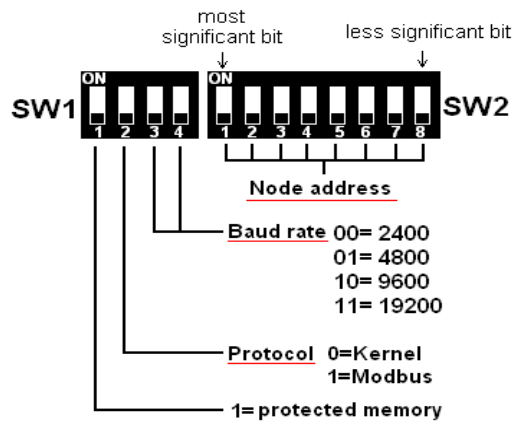 most
significant bit
less significant bit
ON
ON
SW1
SW2
1 2 3 4
1 2 3 4 5 6 7 8
Node address
Baud rate 00= 2400
01= 4800
10= 9600
11= 19200
Protocol 0=Kernel
1=Modbus
1= protected memory